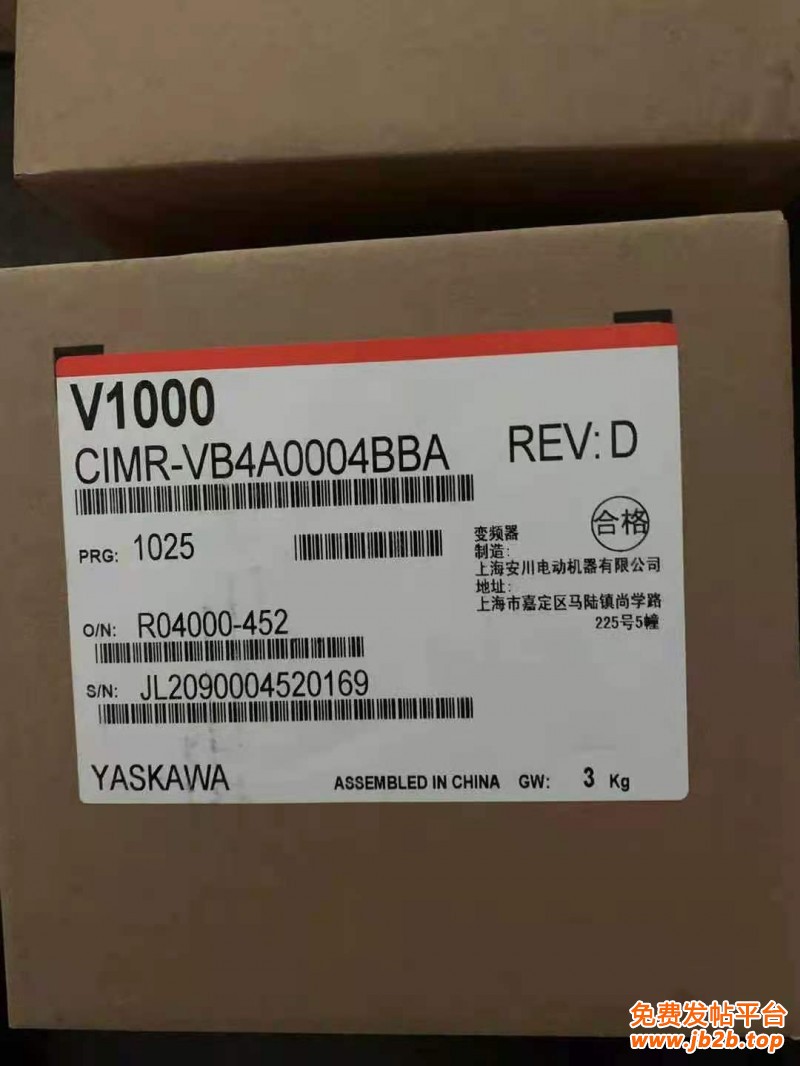 V1000
CIMR-VB4A0004BBA
REV: D
PRG: 1025
合格
变频器
制造:
上海安川电动机器有限公司
地址:
上海市嘉定区马陆镇尚学路
225号5幢
O/N: R04000-452
S/N: JL2090004520169
YASKAWA
ASSEMBLED IN CHINA GW: 3 Kg
免费发帖平台
www.jb2b.top